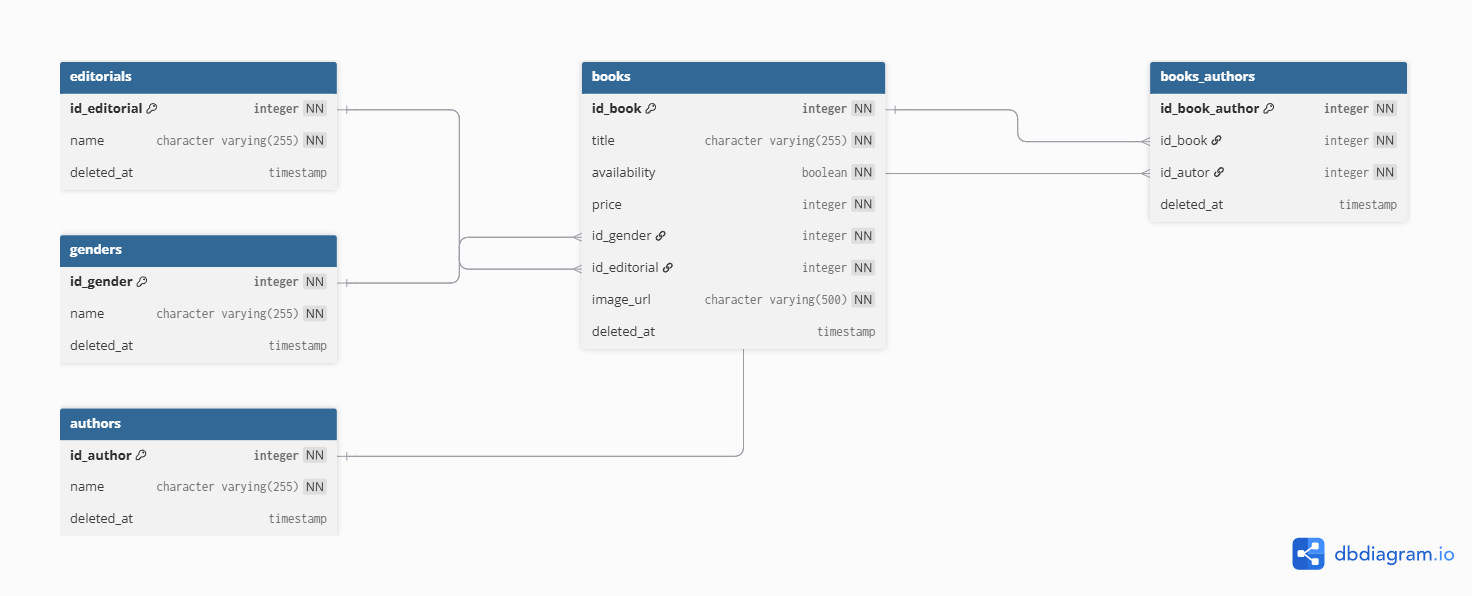 editorials
id_editorial integer NN
name character varying(255) NN
deleted_at timestamp
genders
id_gender integer NN
name character varying(255) NN
deleted_at timestamp
authors
id_author integer NN
name character varying(255) NN
deleted_at timestamp
books
id_book integer NN
title character varying(255) NN
availability boolean NN
price integer NN
id_gender integer NN
id_editorial integer NN
image_url character varying(500) NN
deleted_at timestamp
books_authors
id_book_author integer NN
id_book integer NN
id_autor integer NN
deleted_at timestamp
dbdiagram.io